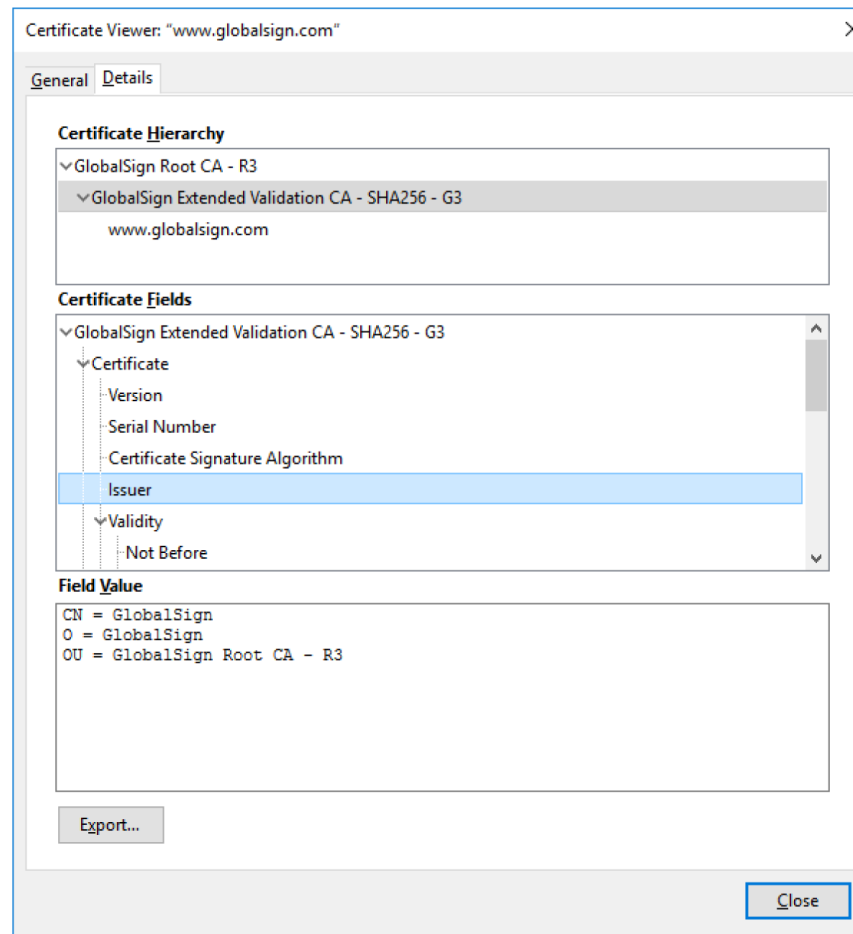 Certificate Viewer: “www.globalsign.com”
General Details
Certificate Hierarchy
GlobalSign Root CA - R3
GlobalSign Extended Validation CA - SHA256 - G3
www.globalsign.com
Certificate Fields
GlobalSign Extended Validation CA - SHA256 - G3
Certificate
Version
Serial Number
Certificate Signature Algorithm
Issuer
Validity
Not Before
Field Value
CN = GlobalSign
O = GlobalSign
OU = GlobalSign Root CA - R3
Export...
Close